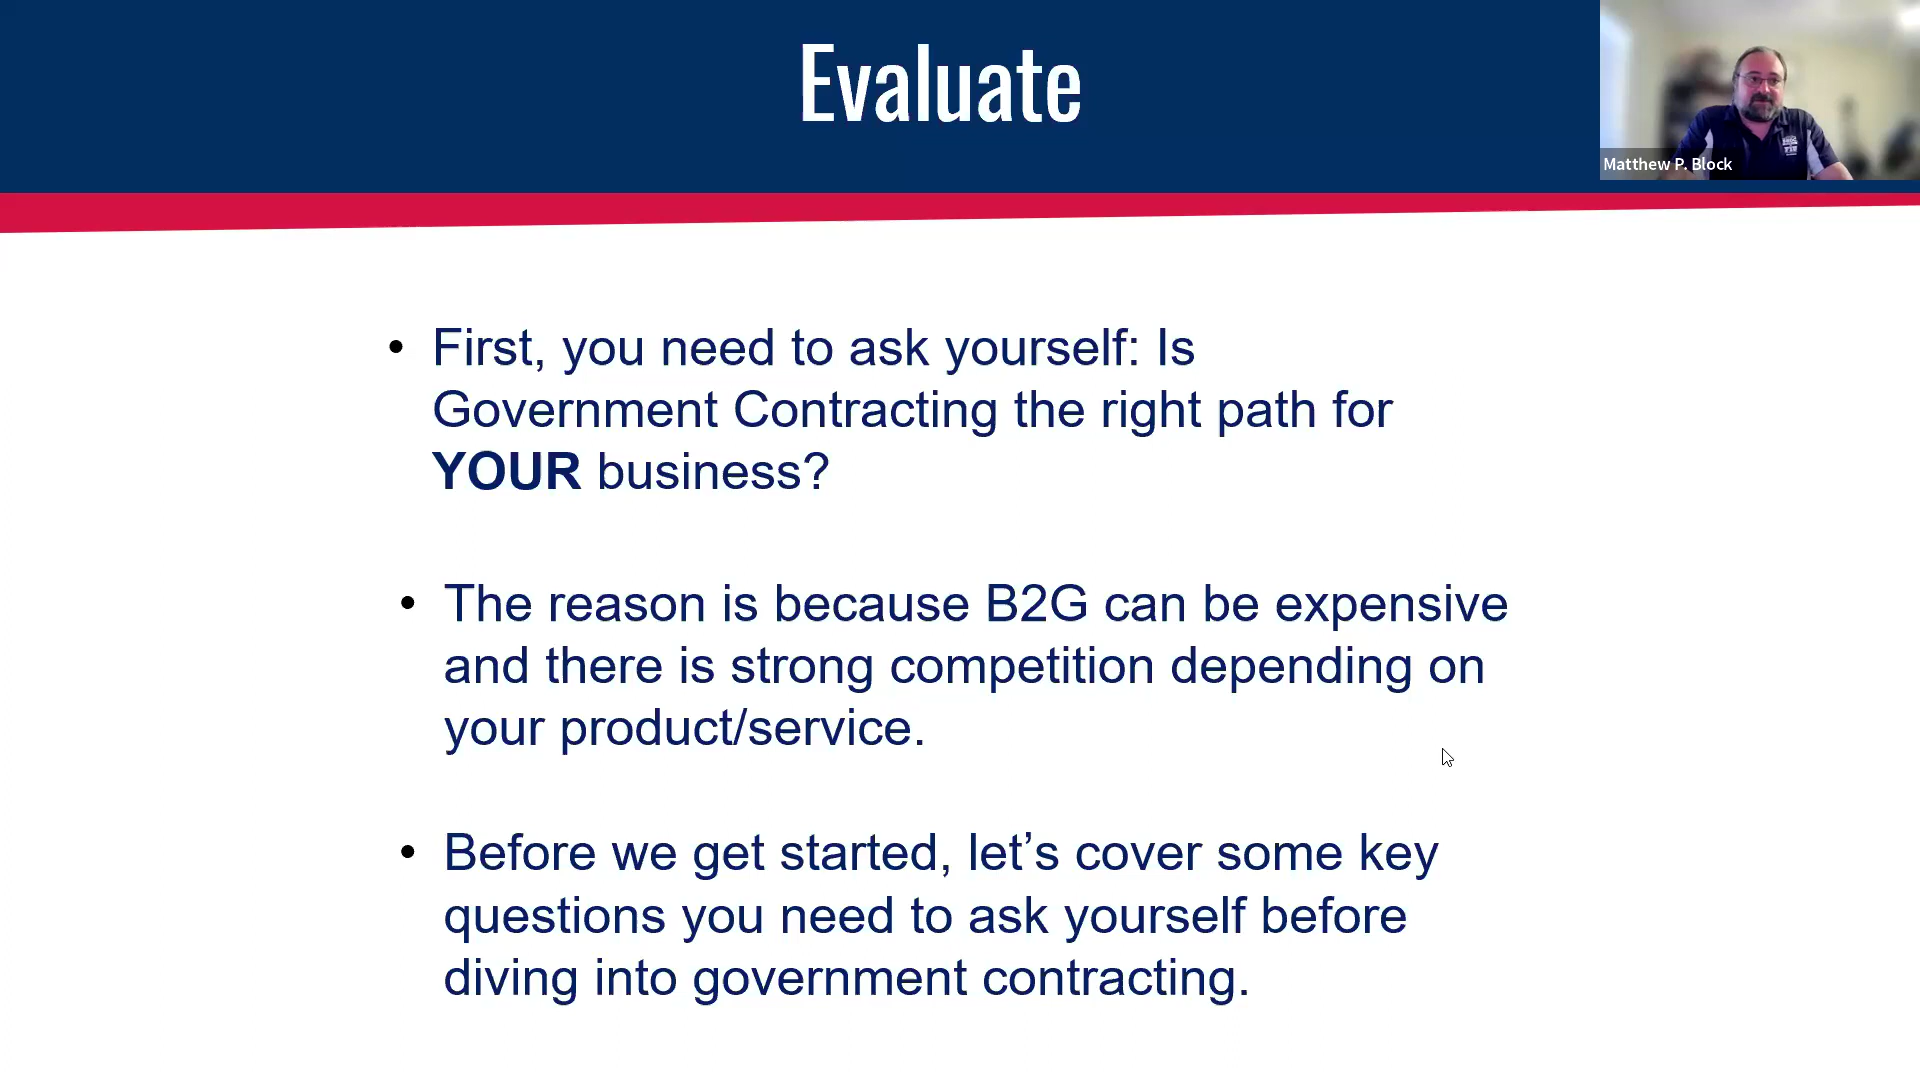 Evaluate
Matthew P. Block
• First, you need to ask yourself: Is
Government Contracting the right path for
YOUR business?
• The reason is because B2G can be expensive
and there is strong competition depending on
your product/service.
• Before we get started, let’s cover some key
questions you need to ask yourself before
diving into government contracting.